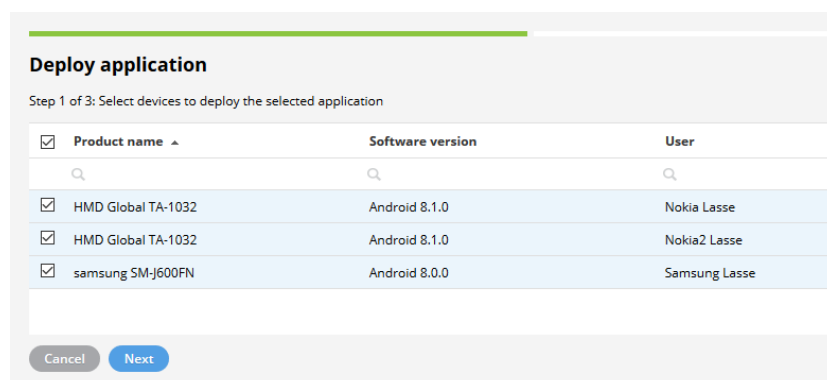 Deploy application
Step 1 of 3: Select devices to deploy the selected application
Product name Software version User
HMD Global TA-1032 Android 8.1.0 Nokia Lasse
HMD Global TA-1032 Android 8.1.0 Nokia2 Lasse
samsung SM-J600FN Android 8.0.0 Samsung Lasse
Cancel Next